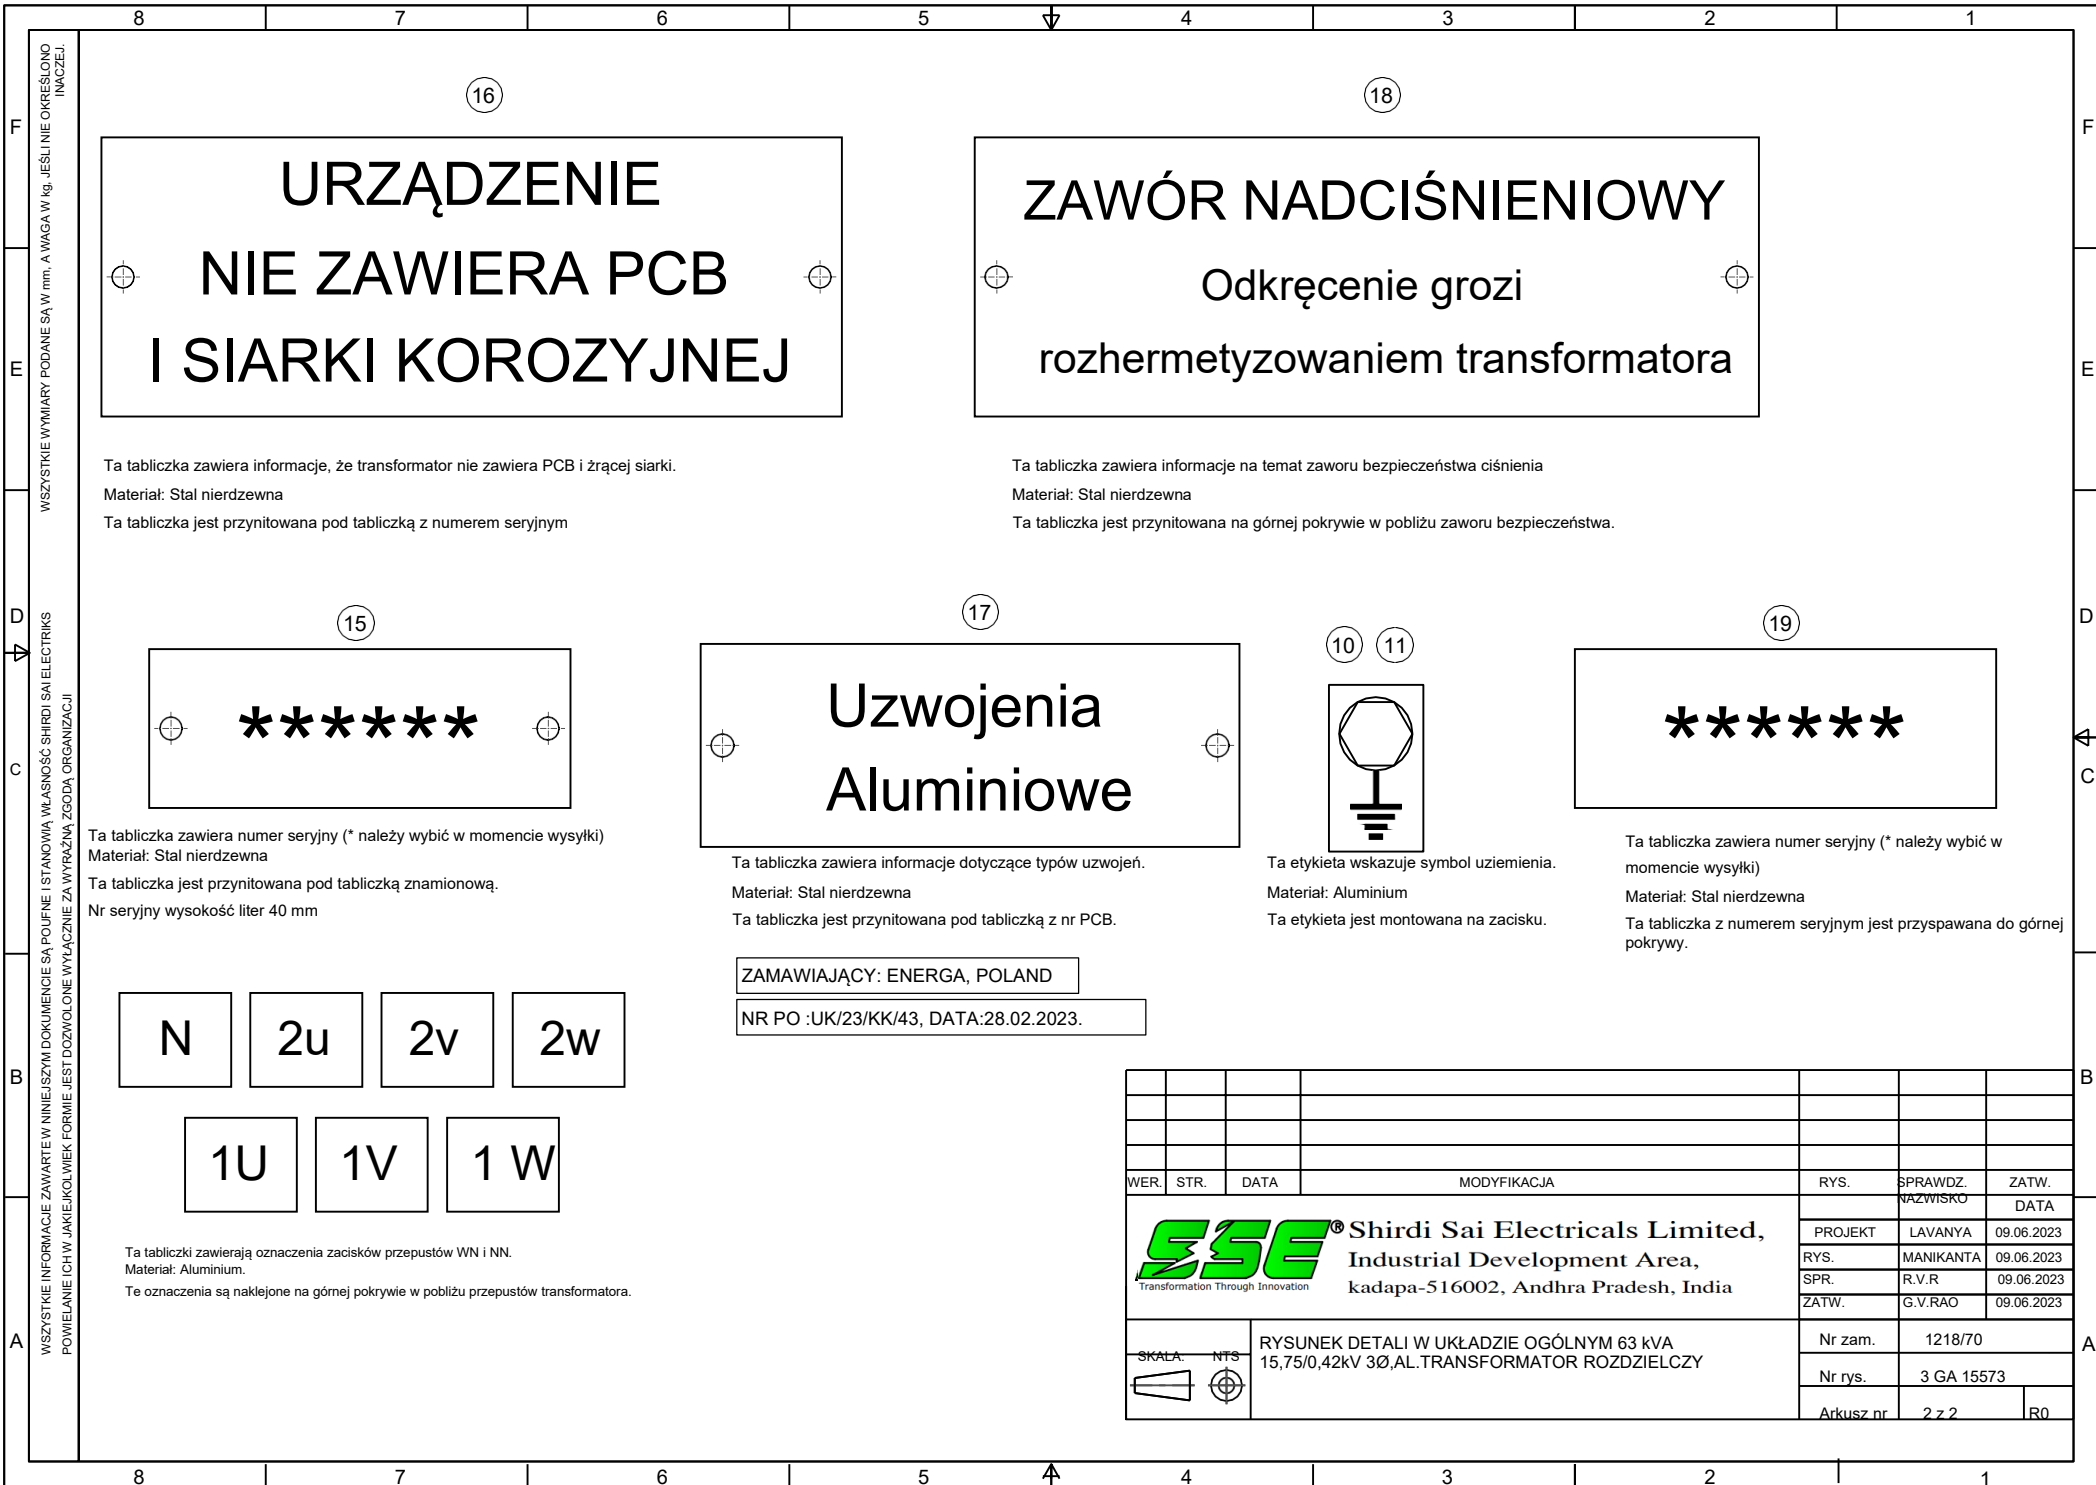 8 7 6 5 4 3 2 1
F
E
D
C
B
A
F
E
D
C
B
A
WSZYSTKIE WYMIARY PODANE SĄ W mm, A WAGA W kg, JEŚLI NIE OKREŚLONO
INACZEJ.
WSZYSTKIE INFORMACJE ZAWARTE W NINIEJSZYM DOKUMENCIE SĄ POUFNE I STANOWIĄ WŁASNOŚĆ SHIRDI SAI ELECTRIKS
POWIELANIE ICH W JAKIEJKOLWIEK FORMIE JEST DOZWOLONE WYŁĄCZNIE ZA WYRAŹNĄ ZGODĄ ORGANIZACJI
16
URZĄDZENIE
NIE ZAWIERA PCB
I SIARKI KOROZYJNEJ
Ta tabliczka zawiera informacje, że transformator nie zawiera PCB i żrącej siarki.
Materiał: Stal nierdzewna
Ta tabliczka jest przynitowana pod tabliczką z numerem seryjnym
18
ZAWÓR NADCIŚNIENIOWY
Odkręcenie grozi
rozhermetyzowaniem transformatora
Ta tabliczka zawiera informacje na temat zaworu bezpieczeństwa ciśnienia
Materiał: Stal nierdzewna
Ta tabliczka jest przynitowana na górnej pokrywie w pobliżu zaworu bezpieczeństwa.
15
******
Ta tabliczka zawiera numer seryjny (* należy wybić w momencie wysyłki)
Materiał: Stal nierdzewna
Ta tabliczka jest przynitowana pod tabliczką znamionową.
Nr seryjny wysokość liter 40 mm
17
Uzwojenia
Aluminiowe
Ta tabliczka zawiera informacje dotyczące typów uzwojeń.
Materiał: Stal nierdzewna
Ta tabliczka jest przynitowana pod tabliczką z nr PCB.
10 11
Ta etykieta wskazuje symbol uziemienia.
Materiał: Aluminium
Ta etykieta jest montowana na zacisku.
19
******
Ta tabliczka zawiera numer seryjny (* należy wybić w
momencie wysyłki)
Materiał: Stal nierdzewna
Ta tabliczka z numerem seryjnym jest przyspawana do górnej
pokrywy.
ZAMAWIAJĄCY: ENERGA, POLAND
NR PO :UK/23/KK/43, DATA:28.02.2023.
N 2u 2v 2w
1U 1V 1 W
Ta tabliczki zawierają oznaczenia zacisków przepustów WN i NN.
Materiał: Aluminium.
Te oznaczenia są naklejone na górnej pokrywie w pobliżu przepustów transformatora.
WER. STR. DATA MODYFIKACJA RYS. SPRAWDZ. ZATW.
NAZWISKO DATA
PROJEKT LAVANYA 09.06.2023
RYS. MANIKANTA 09.06.2023
SPR. R.V.R 09.06.2023
ZATW. G.V.RAO 09.06.2023
SSE®
Transformation Through Innovation
Shirdi Sai Electricals Limited,
Industrial Development Area,
kadapa-516002, Andhra Pradesh, India
SKALA: NTS
RYSUNEK DETALI W UKŁADZIE OGÓLNYM 63 kVA
15,75/0,42kV 3Ø,AL.TRANSFORMATOR ROZDZIELCZY
Nr zam. 1218/70
Nr rys. 3 GA 15573
Arkusz nr 2 z 2 R0
8 7 6 5 4 3 2 1